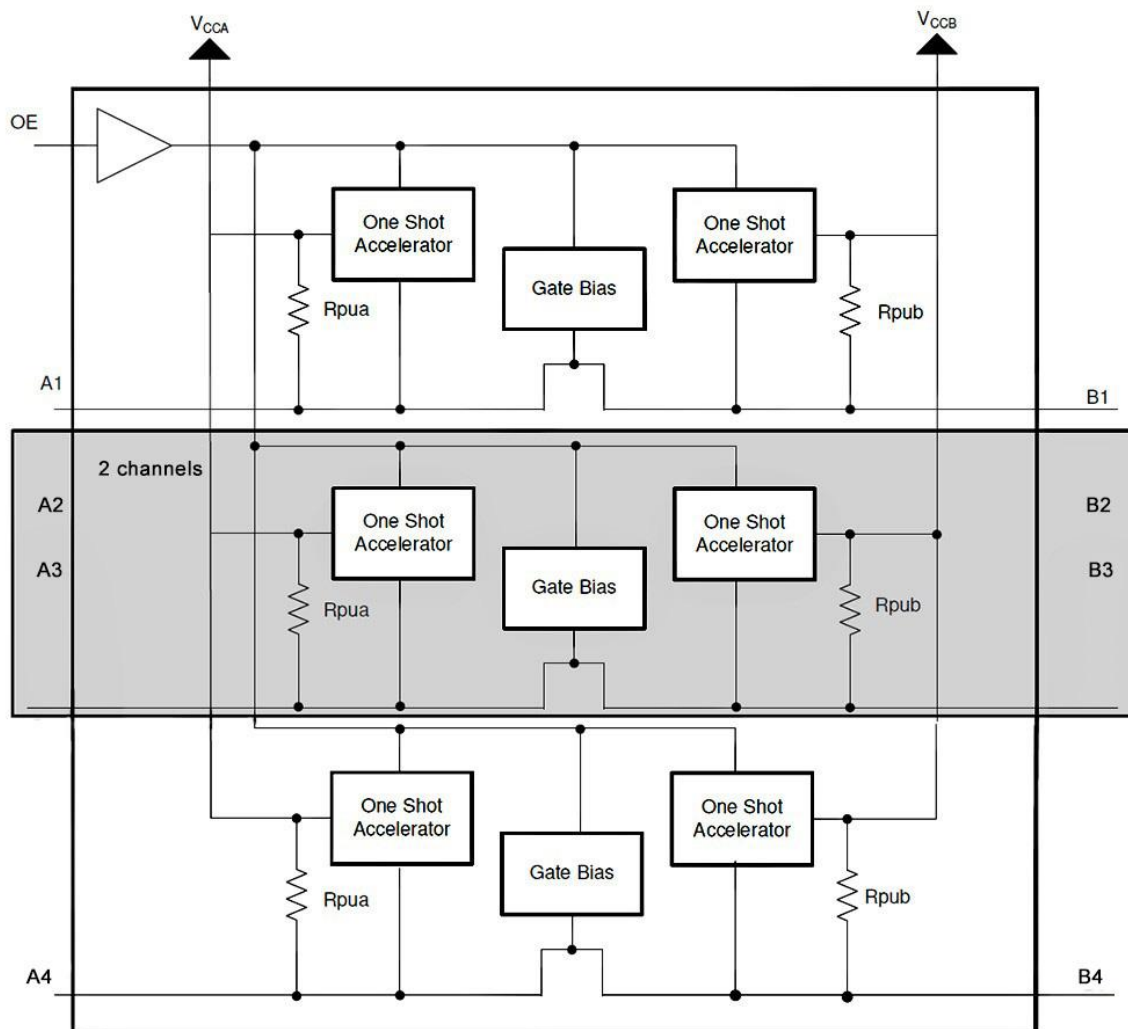 VCCA
VCCB
OE
One Shot
Accelerator
One Shot
Accelerator
Gate Bias
Rpua
Rpub
A1
B1
2 channels
A2
B2
One Shot
Accelerator
One Shot
Accelerator
A3
B3
Gate Bias
Rpua
Rpub
One Shot
Accelerator
One Shot
Accelerator
Gate Bias
Rpua
Rpub
A4
B4